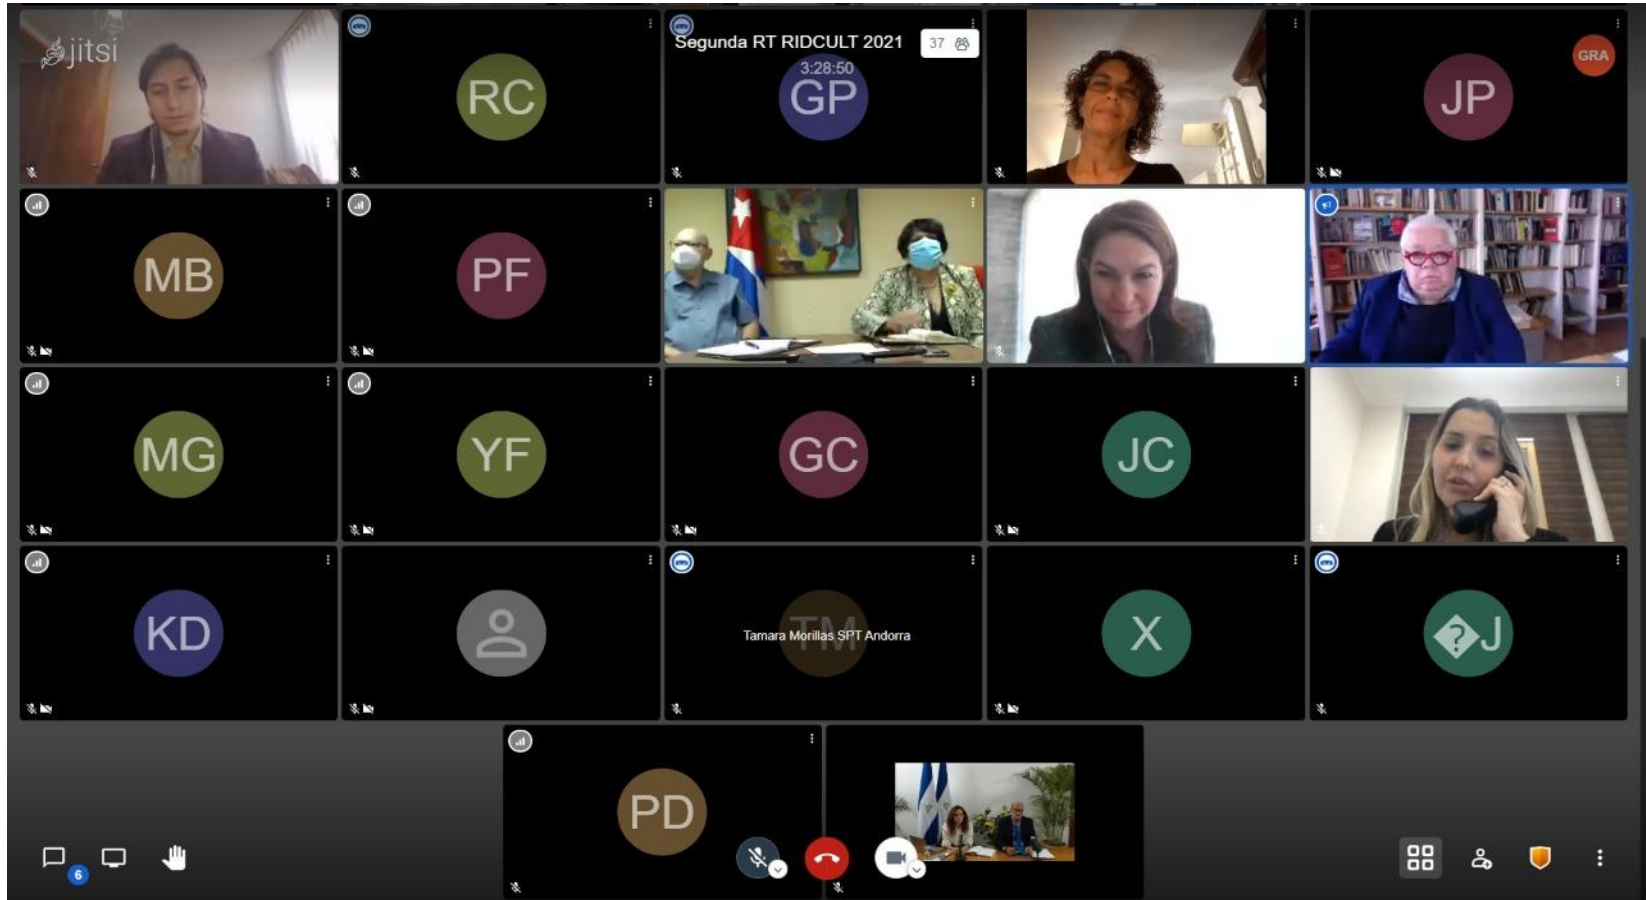 jitsi
RC
Segunda RT RIDCULT 2021
37
3:28:50
GP
JP
GRA
MB
PF
MG
YF
GC
JC
KD
TM
Tamara Morillas SPT Andorra
X
�J
PD
6